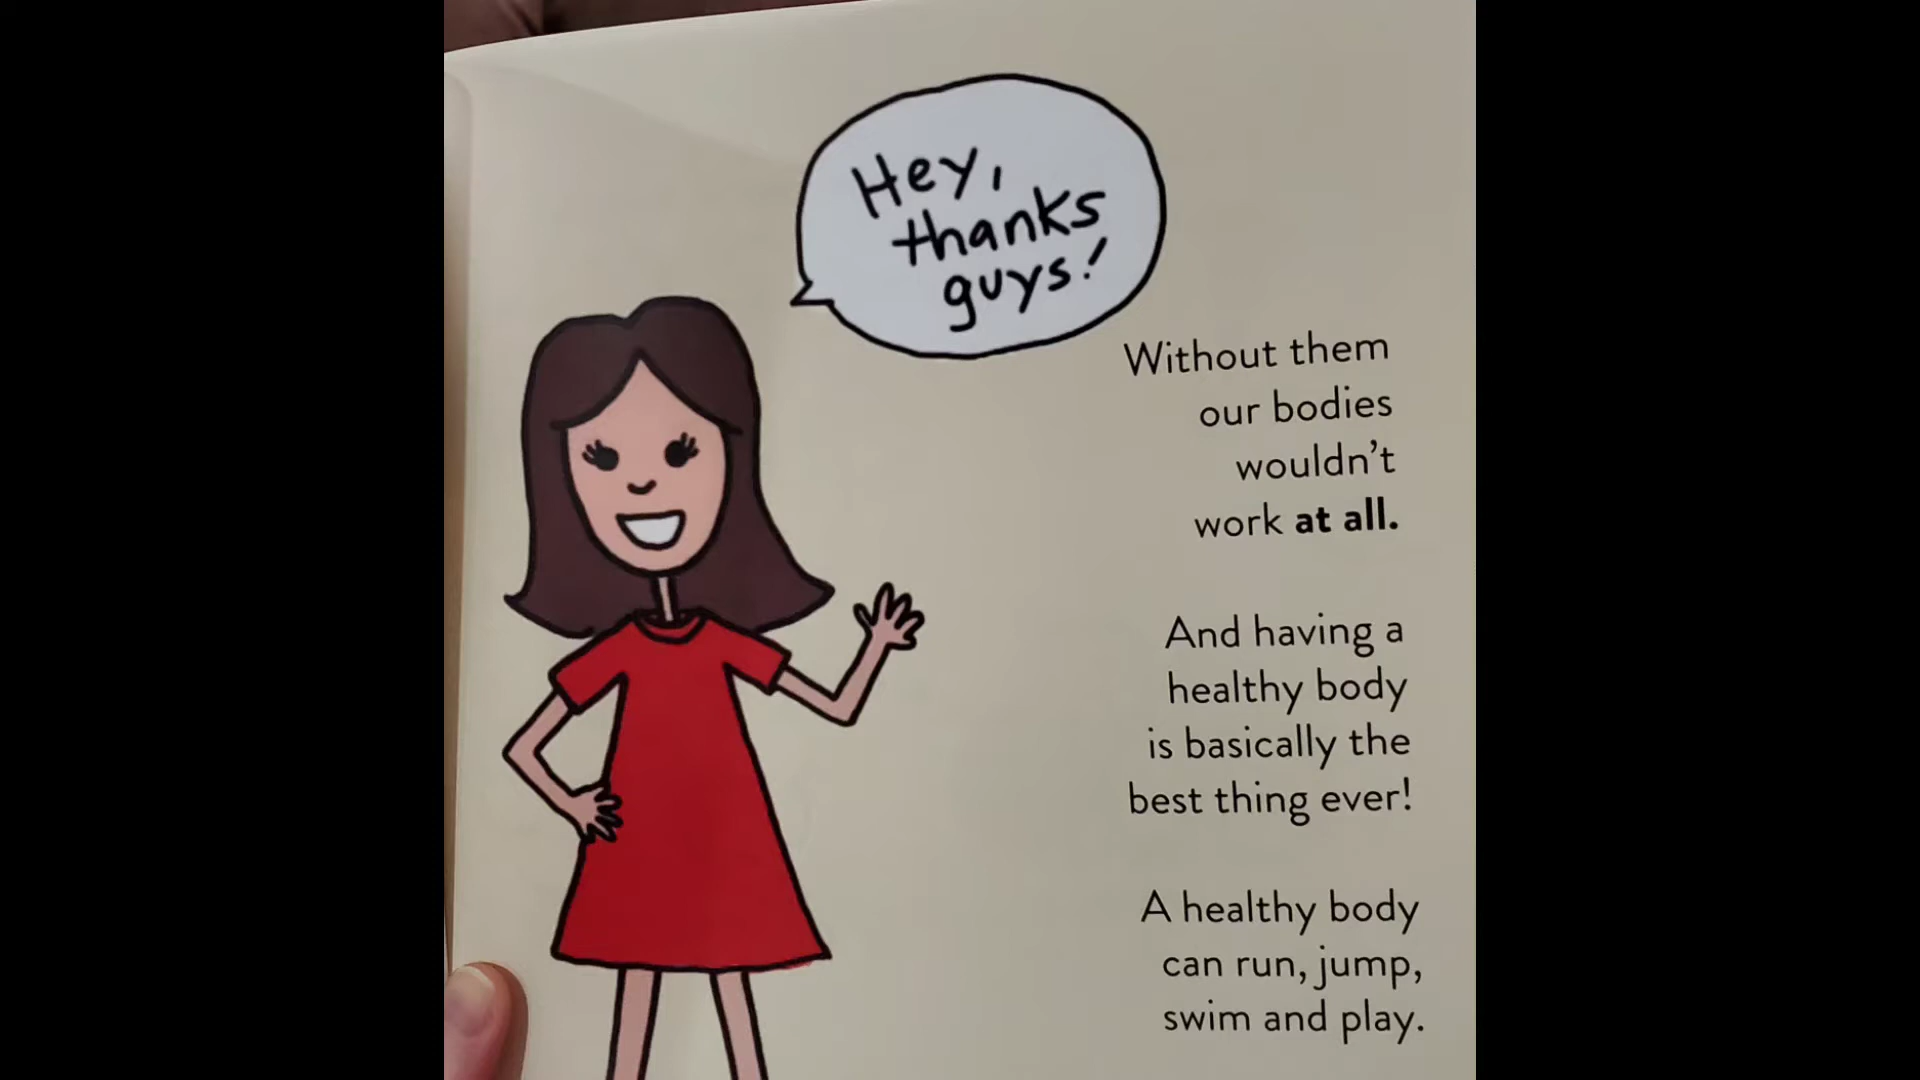 Hey,
thanks
guys!
Without them
our bodies
wouldn't
work at all.
And having a
healthy body
is basically the
best thing ever!
A healthy body
can run, jump,
swim and play.